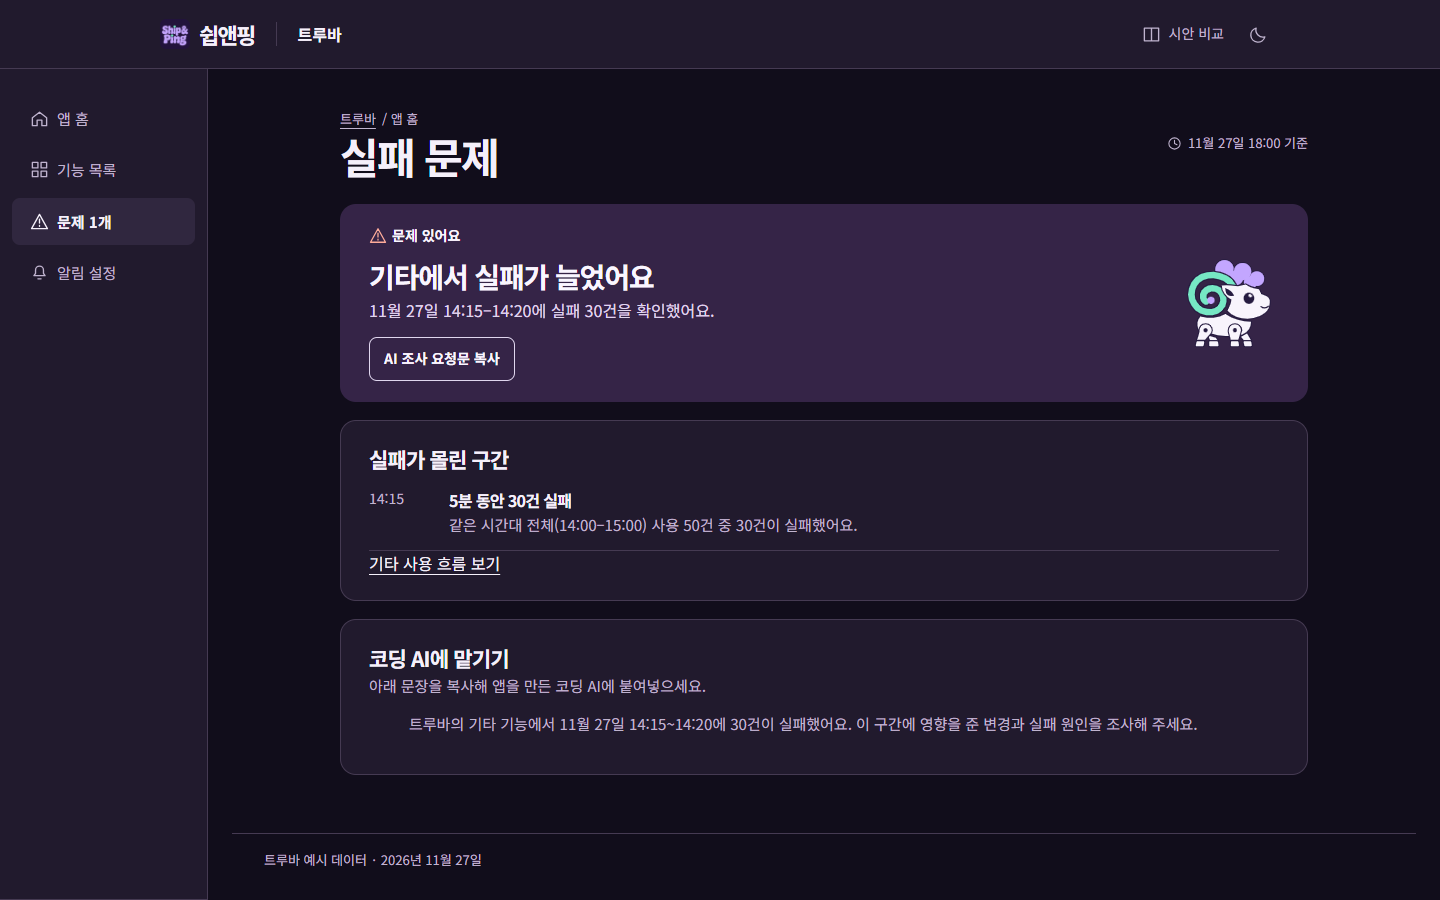 Ship&
Ping
쉽앤핑
트루바
시안 비교
앱 홈
기능 목록
문제 1개
알림 설정
트루바 / 앱 홈
실패 문제
11월 27일 18:00 기준
문제 있어요
기타에서 실패가 늘었어요
11월 27일 14:15–14:20에 실패 30건을 확인했어요.
AI 조사 요청문 복사
실패가 몰린 구간
14:15
5분 동안 30건 실패
같은 시간대 전체(14:00–15:00) 사용 50건 중 30건이 실패했어요.
기타 사용 흐름 보기
코딩 AI에 맡기기
아래 문장을 복사해 앱을 만든 코딩 AI에 붙여넣으세요.
트루바의 기타 기능에서 11월 27일 14:15~14:20에 30건이 실패했어요. 이 구간에 영향을 준 변경과 실패 원인을 조사해 주세요.
트루바 예시 데이터 · 2026년 11월 27일